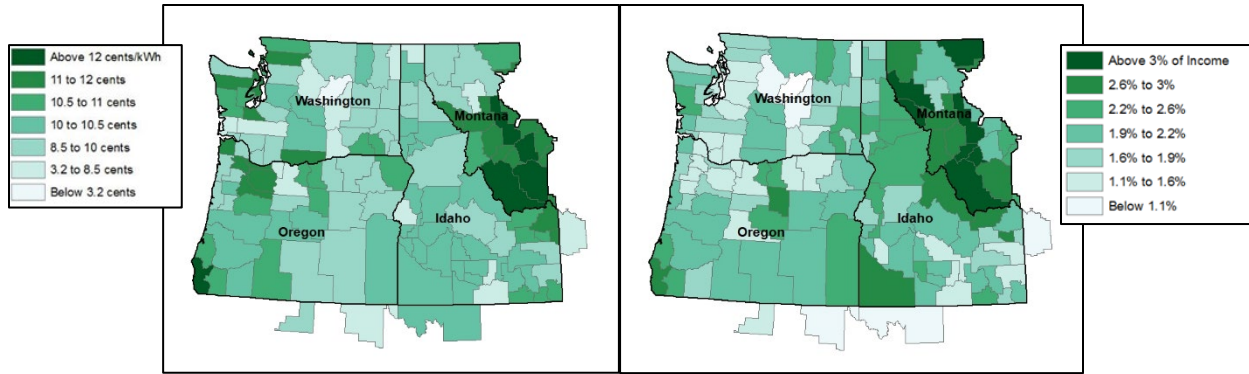 Above 12 cents/kWh
11 to 12 cents
10.5 to 11 cents
10 to 10.5 cents
8.5 to 10 cents
3.2 to 8.5 cents
Below 3.2 cents
Washington
Montana
Oregon
Idaho
Washington
Montana
Oregon
Idaho
Above 3% of Income
2.6% to 3%
2.2% to 2.6%
1.9% to 2.2%
1.6% to 1.9%
1.1% to 1.6%
Below 1.1%